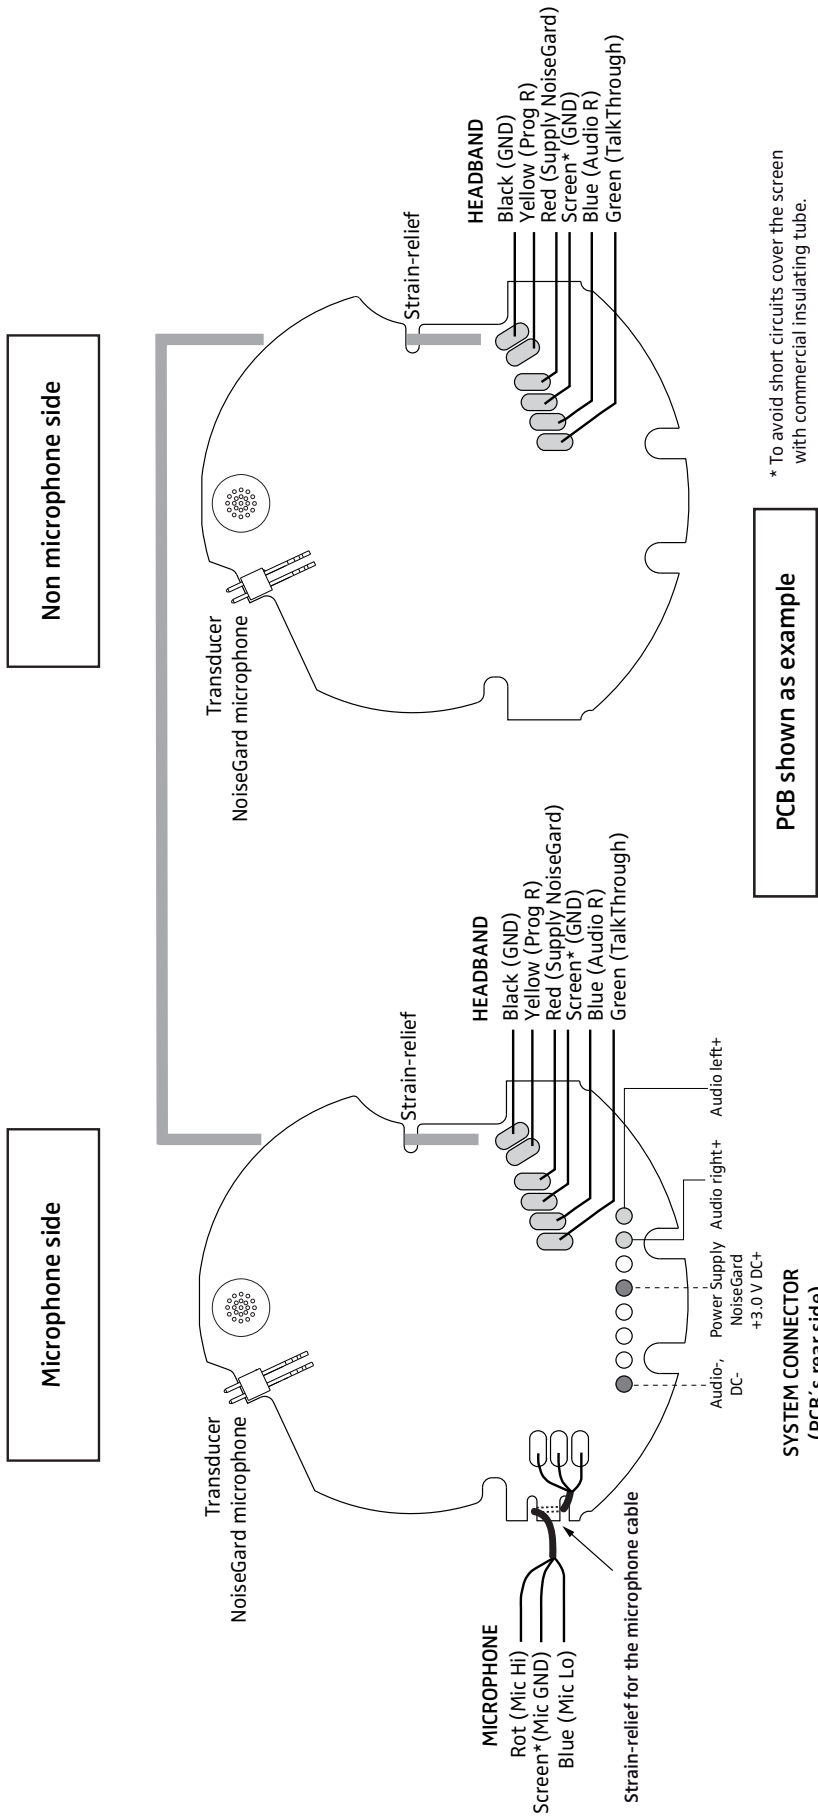 Microphone side
Non microphone side
Transducer
NoiseGard microphone
Strain-relief
HEADBAND
Black (GND)
Yellow (Prog R)
Red (Supply NoiseGard)
Screen* (GND)
Blue (Audio R)
Green (TalkThrough)
MICROPHONE
Rot (Mic Hi)
Screen*(Mic GND)
Blue (Mic Lo)
Strain-relief for the microphone cable
Audio-,
DC-
Power Supply
NoiseGard
+3.0 V DC+
Audio right+
Audio left+
SYSTEM CONNECTOR
(PCB´s rear side)
Transducer
NoiseGard microphone
Strain-relief
HEADBAND
Black (GND)
Yellow (Prog R)
Red (Supply NoiseGard)
Screen* (GND)
Blue (Audio R)
Green (TalkThrough)
PCB shown as example
* To avoid short circuits cover the screen
with commercial insulating tube.